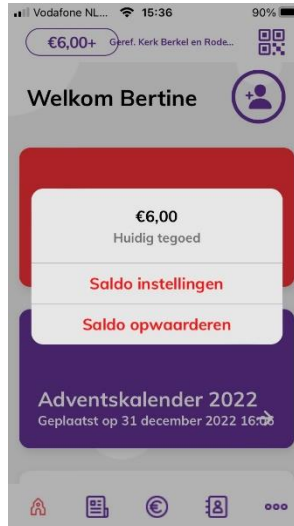 Vodafone NL...
15:36
90%
€6,00+
Geref. Kerk Berkel en Rode...
Welkom Bertine
€6,00
Huidig tegoed
Saldo instellingen
Saldo opwaarderen
Adventskalender 2022
Geplaatst op 31 december 2022 16: